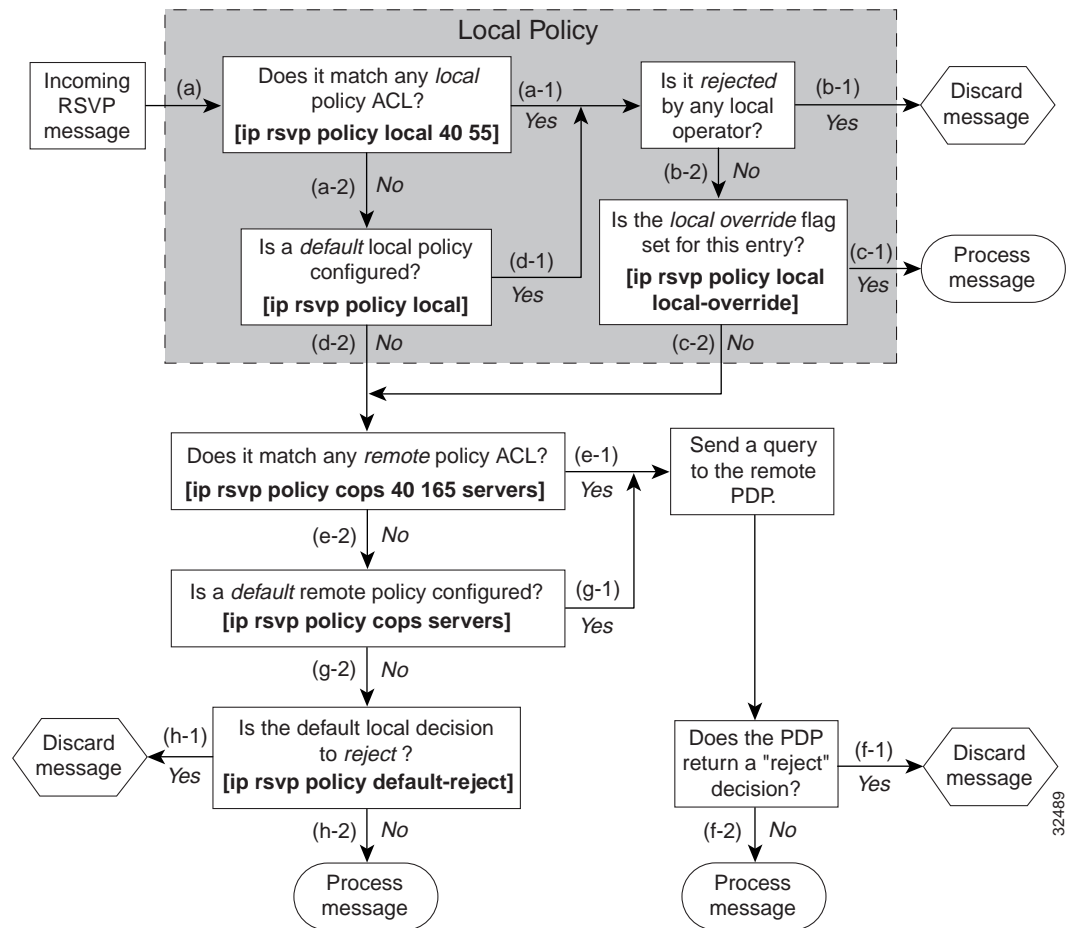 Local Policy
Incoming
RSVP
message
(a)
Does it match any local
policy ACL?
[ip rsvp policy local 40 55]
(a-1)
Yes
Is it rejected
by any local
operator?
(b-1)
Yes
Discard
message
(a-2) No
(b-2) No
Is a default local policy
configured?
[ip rsvp policy local]
(d-1)
Yes
Is the local override flag
set for this entry?
[ip rsvp policy local
local-override]
(c-1)
Yes
Process
message
(d-2) No
(c-2) No
Does it match any remote policy ACL?
[ip rsvp policy cops 40 165 servers]
(e-1)
Yes
Send a query
to the remote
PDP.
(e-2) No
Is a default remote policy configured?
[ip rsvp policy cops servers]
(g-1)
Yes
(g-2) No
Discard
message
(h-1)
Yes
Is the default local decision
to reject ?
[ip rsvp policy default-reject]
Does the PDP
return a "reject"
decision?
(f-1)
Yes
Discard
message
(h-2) No
(f-2) No
Process
message
Process
message
32489